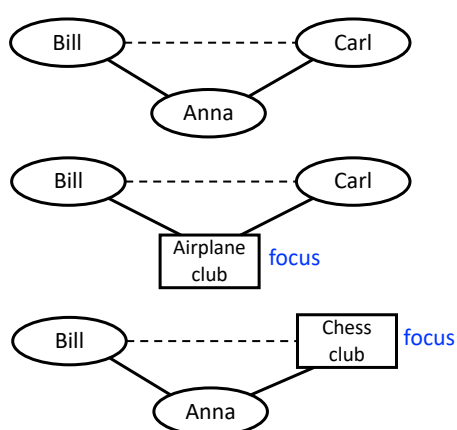 Bill
Carl
Anna
Bill
Carl
Airplane
club
focus
Bill
Chess
club
focus
Anna